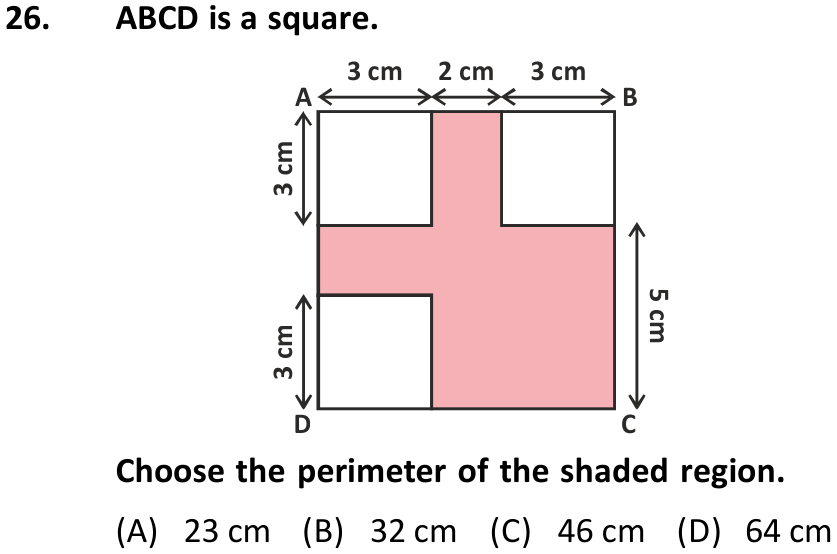 26. ABCD is a square.
3 cm 2 cm 3 cm
A B
3 cm
5 cm
3 cm
D C
Choose the perimeter of the shaded region.
(A) 23 cm (B) 32 cm (C) 46 cm (D) 64 cm